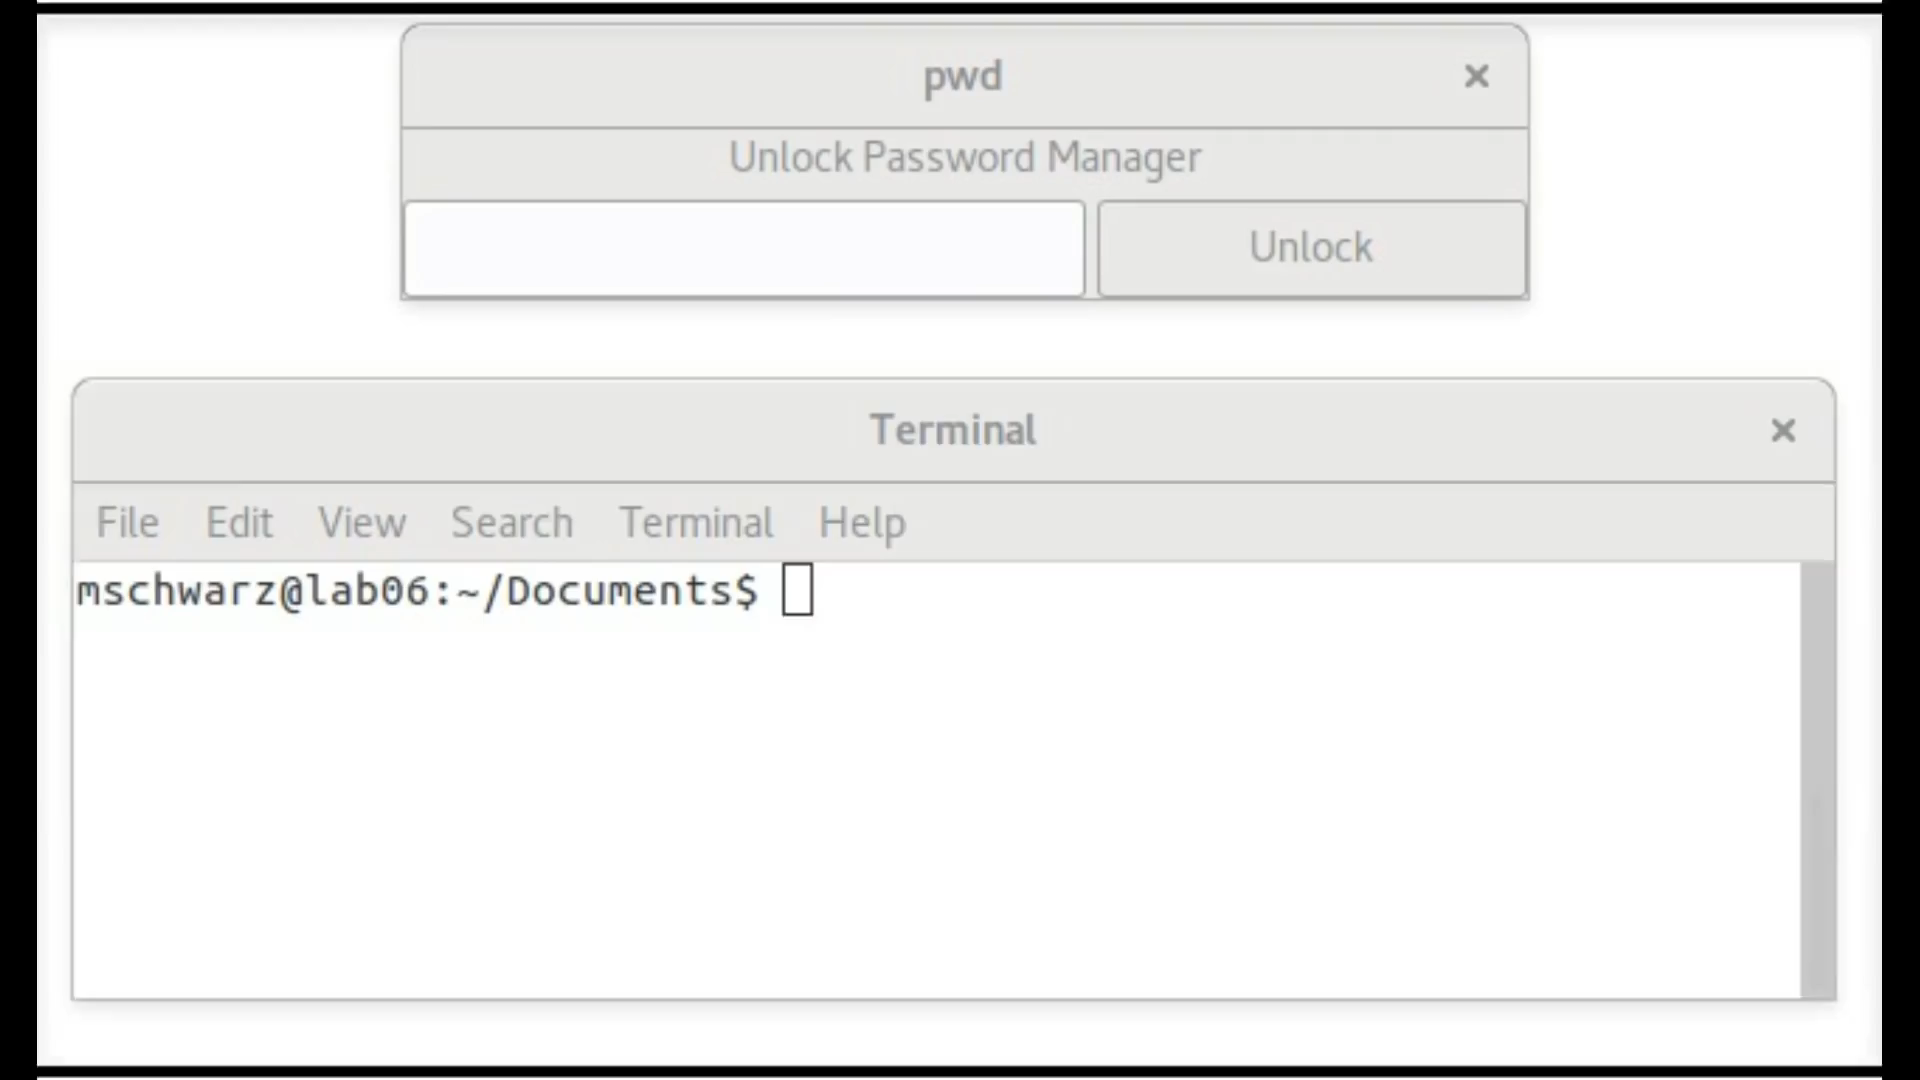 pwd
Unlock Password Manager
Unlock
Terminal
File Edit View Search Terminal Help
mschwarz@lab06:~/Documents$